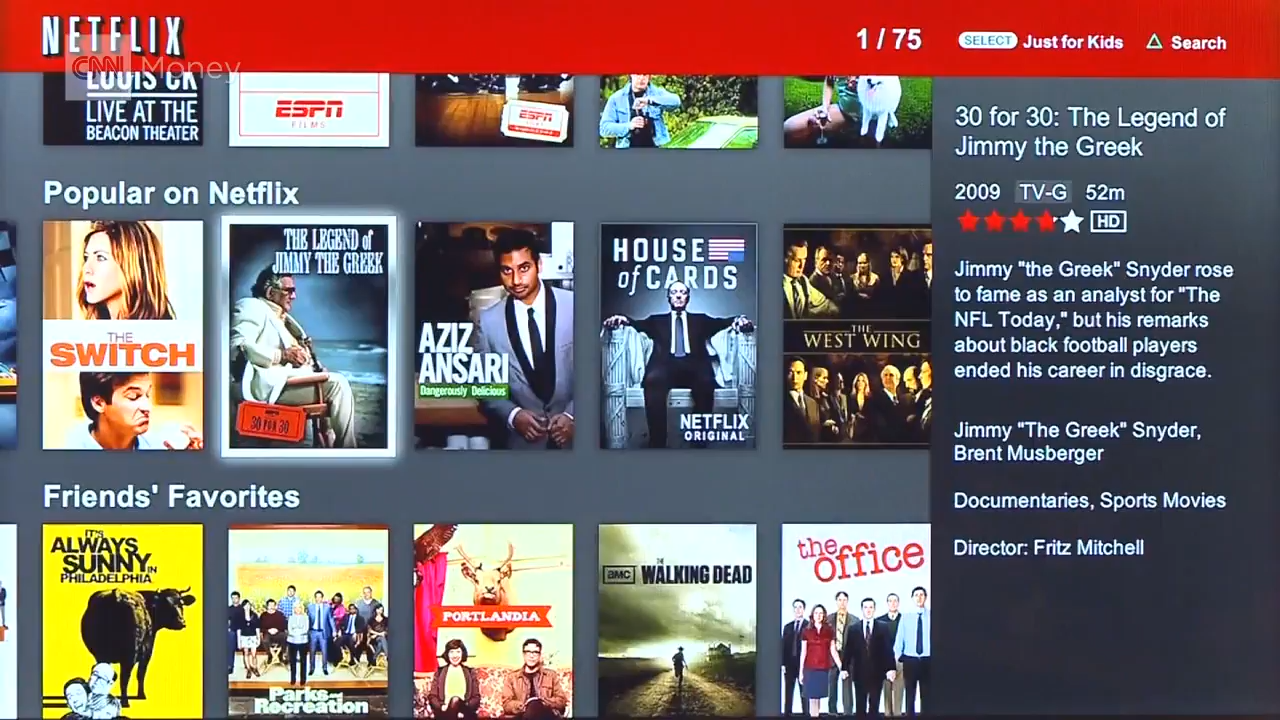 NETFLIX
CNN Money
1 / 75
SELECT Just for Kids
Search
LOUIS CK
LIVE AT THE
BEACON THEATER
ESPN
FILMS
ESPN
Popular on Netflix
THE
SWITCH
THE LEGEND of
JIMMY THE GREEK
ESPN
30 FOR 30
AZIZ
ANSARI
Dangerously Delicious
HOUSE
of CARDS
NETFLIX
ORIGINAL
THE
WEST WING
Friends' Favorites
IT'S
ALWAYS
SUNNY IN
PHILADELPHIA
Parks and
Recreation
PORTLANDIA
amc THE WALKING DEAD
the office
30 for 30: The Legend of
Jimmy the Greek
2009 TV-G 52m
HD
Jimmy "the Greek" Snyder rose
to fame as an analyst for "The
NFL Today," but his remarks
about black football players
ended his career in disgrace.
Jimmy "The Greek" Snyder,
Brent Musberger
Documentaries, Sports Movies
Director: Fritz Mitchell